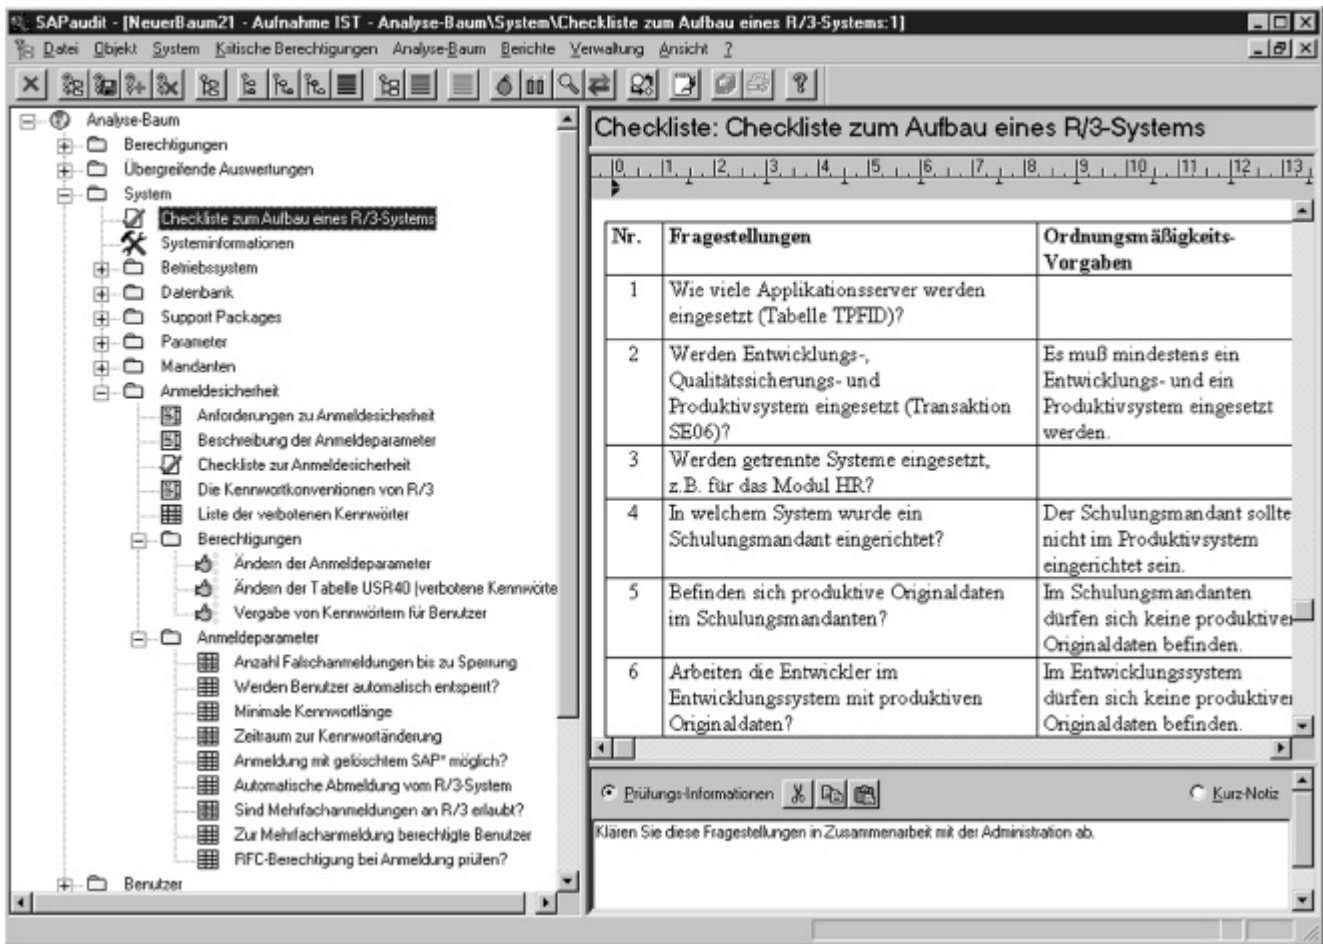 SAPaudit - [NeuerBaum21 - Aufnahme IST - Analyse-Baum\System\Checkliste zum Aufbau eines R/3-Systems:1]
Datei Objekt System Kritische Berechtigungen Analyse-Baum Berichte Verwaltung Ansicht ?
Analyse-Baum
Berechtigungen
Übergreifende Auswertungen
System
Checkliste zum Aufbau eines R/3-Systems
Systeminformationen
Betriebssystem
Datenbank
Support Packages
Parameter
Mandanten
Anmeldesicherheit
Anforderungen zu Anmeldesicherheit
Beschreibung der Anmeldeparameter
Checkliste zur Anmeldesicherheit
Die Kennwortkonventionen von R/3
Liste der verbotenen Kennwörter
Berechtigungen
Ändern der Anmeldeparameter
Ändern der Tabelle USR40 (verbotene Kennwörte
Vergabe von Kennwörtern für Benutzer
Anmeldeparameter
Anzahl Falschanmeldungen bis zu Sperrung
Werden Benutzer automatisch entsperrt?
Minimale Kennwortlänge
Zeitraum zur Kennwortänderung
Anmeldung mit gelöschtem SAP* möglich?
Automatische Abmeldung vom R/3-System
Sind Mehrfachanmeldungen an R/3 erlaubt?
Zur Mehrfachanmeldung berechtigte Benutzer
RFC-Berechtigung bei Anmeldung prüfen?
Benutzer
Checkliste: Checkliste zum Aufbau eines R/3-Systems
0 1 2 3 4 5 6 7 8 9 10 11 12 13
Nr. Fragestellungen Ordnungsmäßigkeits-
Vorgaben
1 Wie viele Applikationsserver werden
eingesetzt (Tabelle TPFID)?
2 Werden Entwicklungs-, Es muß mindestens ein
Qualitätssicherungs- und Entwicklungs- und ein
Produktivsystem eingesetzt (Transaktion Produktivsystem eingesetzt
SE06)? werden.
3 Werden getrennte Systeme eingesetzt,
z.B. für das Modul HR?
4 In welchem System wurde ein Der Schulungsmandant sollte
Schulungsmandant eingerichtet? nicht im Produktivsystem
eingerichtet sein.
5 Befinden sich produktive Originaldaten Im Schulungsmandanten
im Schulungsmandanten? dürfen sich keine produktiven
Originaldaten befinden.
6 Arbeiten die Entwickler im Im Entwicklungssystem
Entwicklungssystem mit produktiven dürfen sich keine produktiven
Originaldaten? Originaldaten befinden.
Prüfungs-Informationen Kurz-Notiz
Klären Sie diese Fragestellungen in Zusammenarbeit mit der Administration ab.